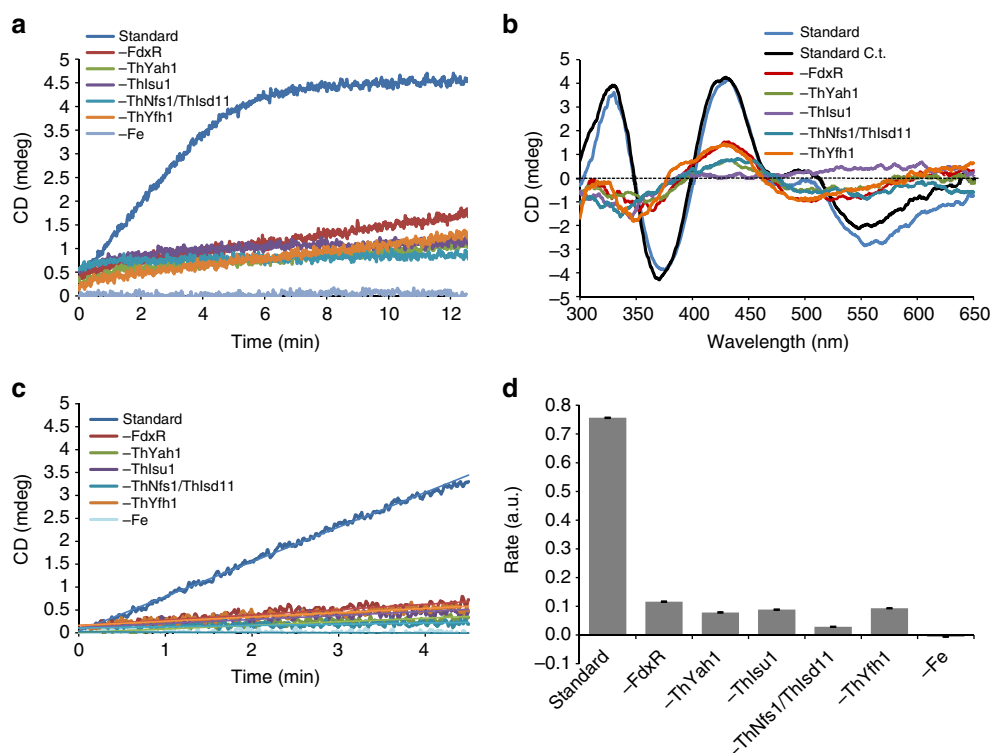 a
Standard
–FdxR
–ThYah1
–ThIsu1
–ThNfs1/ThIsd11
–ThYfh1
–Fe
5
4.5
4
3.5
3
2.5
2
1.5
1
0.5
0
CD (mdeg)
0 2 4 6 8 10 12
Time (min)
b
Standard
Standard C.t.
–FdxR
–ThYah1
–ThIsu1
–ThNfs1/ThIsd11
–ThYfh1
5
4
3
2
1
0
–1
–2
–3
–4
–5
CD (mdeg)
300 350 400 450 500 550 600 650
Wavelength (nm)
c
Standard
–FdxR
–ThYah1
–ThIsu1
–ThNfs1/ThIsd11
–ThYfh1
–Fe
5
4.5
4
3.5
3
2.5
2
1.5
1
0.5
0
CD (mdeg)
0 1 2 3 4
Time (min)
d
0.8
0.7
0.6
0.5
0.4
0.3
0.2
0.1
0.0
–0.1
Rate (a.u.)
Standard
–FdxR
–ThYah1
–ThIsu1
–ThNfs1/ThIsd11
–ThYfh1
–Fe